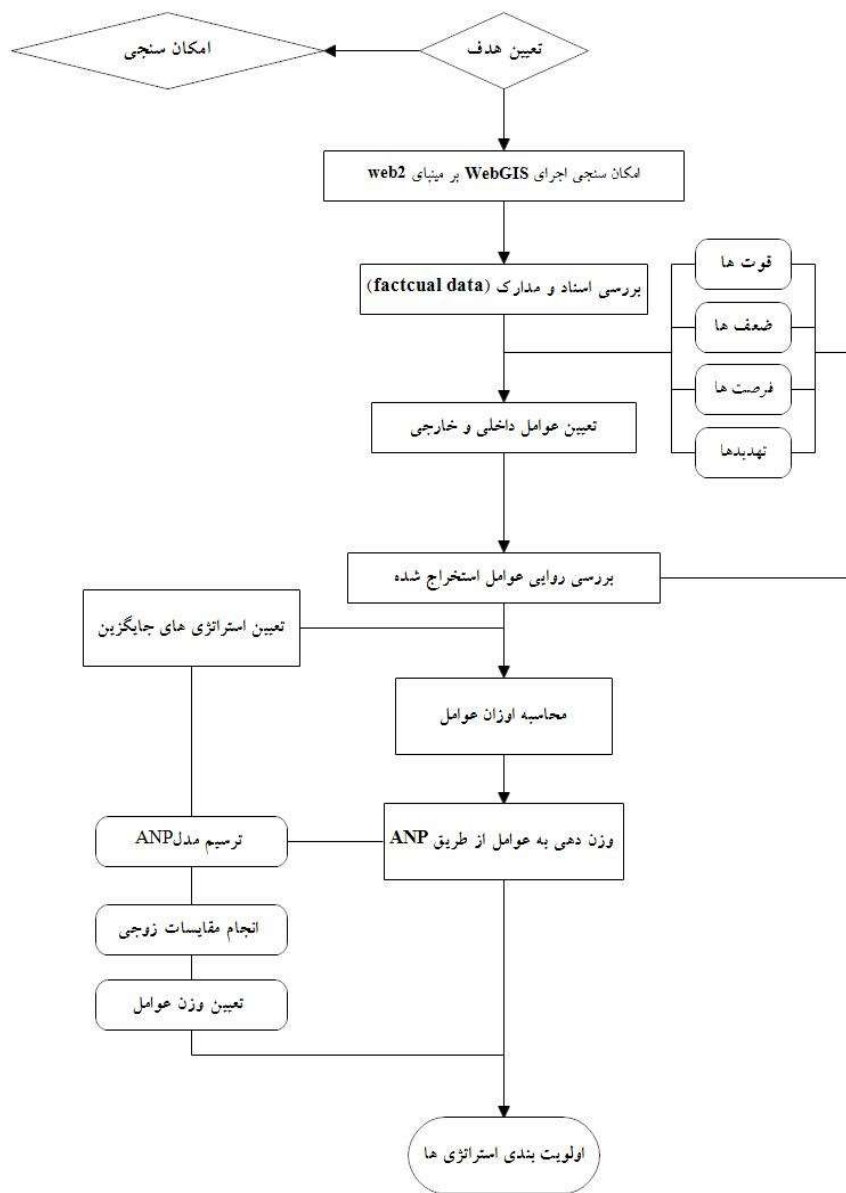 تعیین هدف
امکان سنجی
امکان سنجی اجرای WebGIS بر مبنای web2
بررسی اسناد و مدارک (factcual data)
قوت ها
ضعف ها
فرصت ها
تهدیدها
تعیین عوامل داخلی و خارجی
بررسی روایی عوامل استخراج شده
تعیین استراتژی های جایگزین
محاسبه اوزان عوامل
وزن دهی به عوامل از طریق ANP
ترسیم مدلANP
انجام مقایسات زوجی
تعیین وزن عوامل
اولویت بندی استراتژی ها